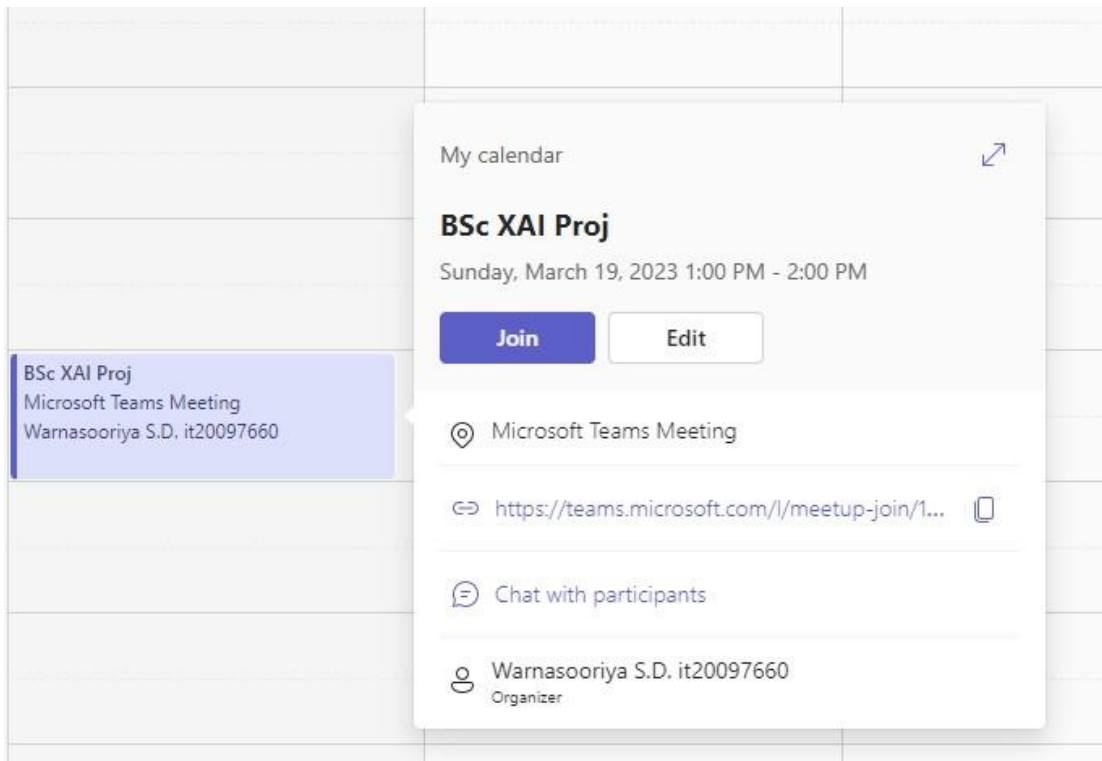 BSc XAI Proj
Microsoft Teams Meeting
Warnasooriya S.D. it20097660
My calendar
BSc XAI Proj
Sunday, March 19, 2023 1:00 PM - 2:00 PM
Join Edit
Microsoft Teams Meeting
https://teams.microsoft.com/l/meetup-join/1...
Chat with participants
Warnasooriya S.D. it20097660
Organizer